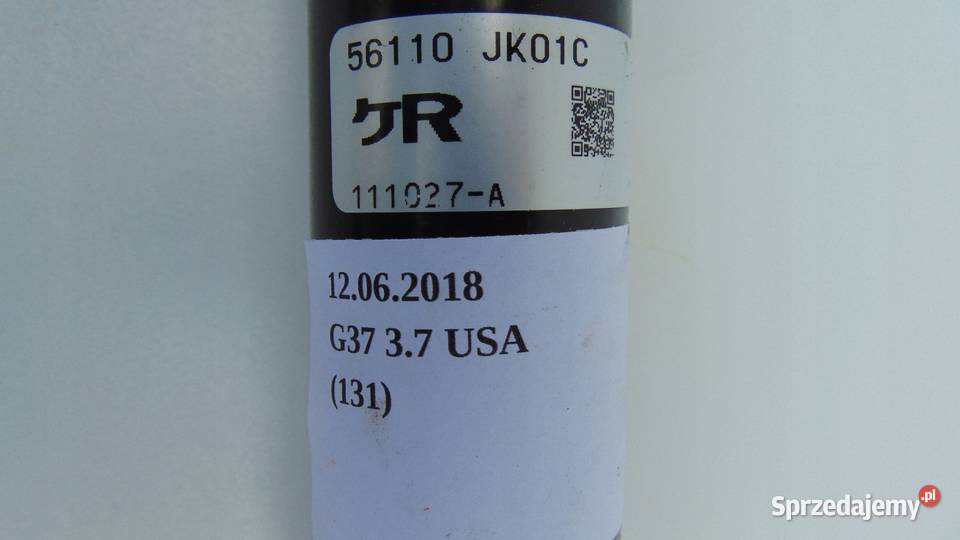 56110 JK01C
ケR
111027-A
12.06.2018
G37 3.7 USA
(131)
Sprzedajemy.pl